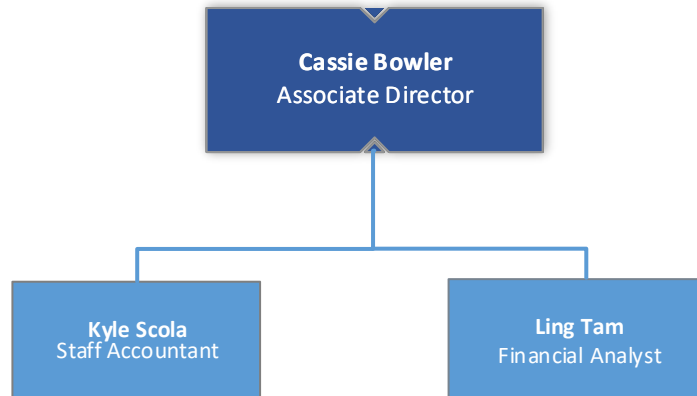 Cassie Bowler
Associate Director
Kyle Scola
Staff Accountant
Ling Tam
Financial Analyst